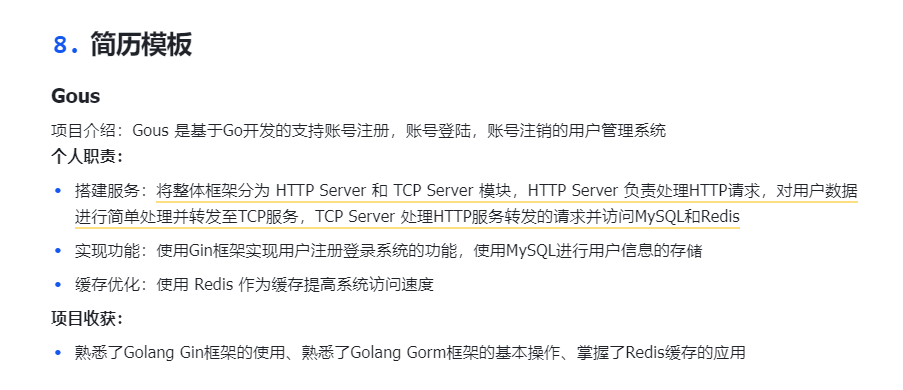 8. 简历模板
Gous
项目介绍：Gous 是基于Go开发的支持账号注册，账号登陆，账号注销的用户管理系统
个人职责：
• 搭建服务：将整体框架分为 HTTP Server 和 TCP Server 模块，HTTP Server 负责处理HTTP请求，对用户数据
进行简单处理并转发至TCP服务，TCP Server 处理HTTP服务转发的请求并访问MySQL和Redis
• 实现功能：使用Gin框架实现用户注册登录系统的功能，使用MySQL进行用户信息的存储
• 缓存优化：使用 Redis 作为缓存提高系统访问速度
项目收获：
• 熟悉了Golang Gin框架的使用、熟悉了Golang Gorm框架的基本操作、掌握了Redis缓存的应用